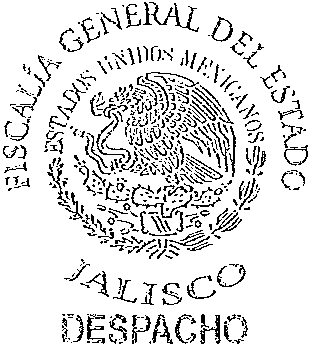 FISCALÍA GENERAL DEL ESTADO
ESTADOS UNIDOS MEXICANOS
JALISCO
DESPACHO